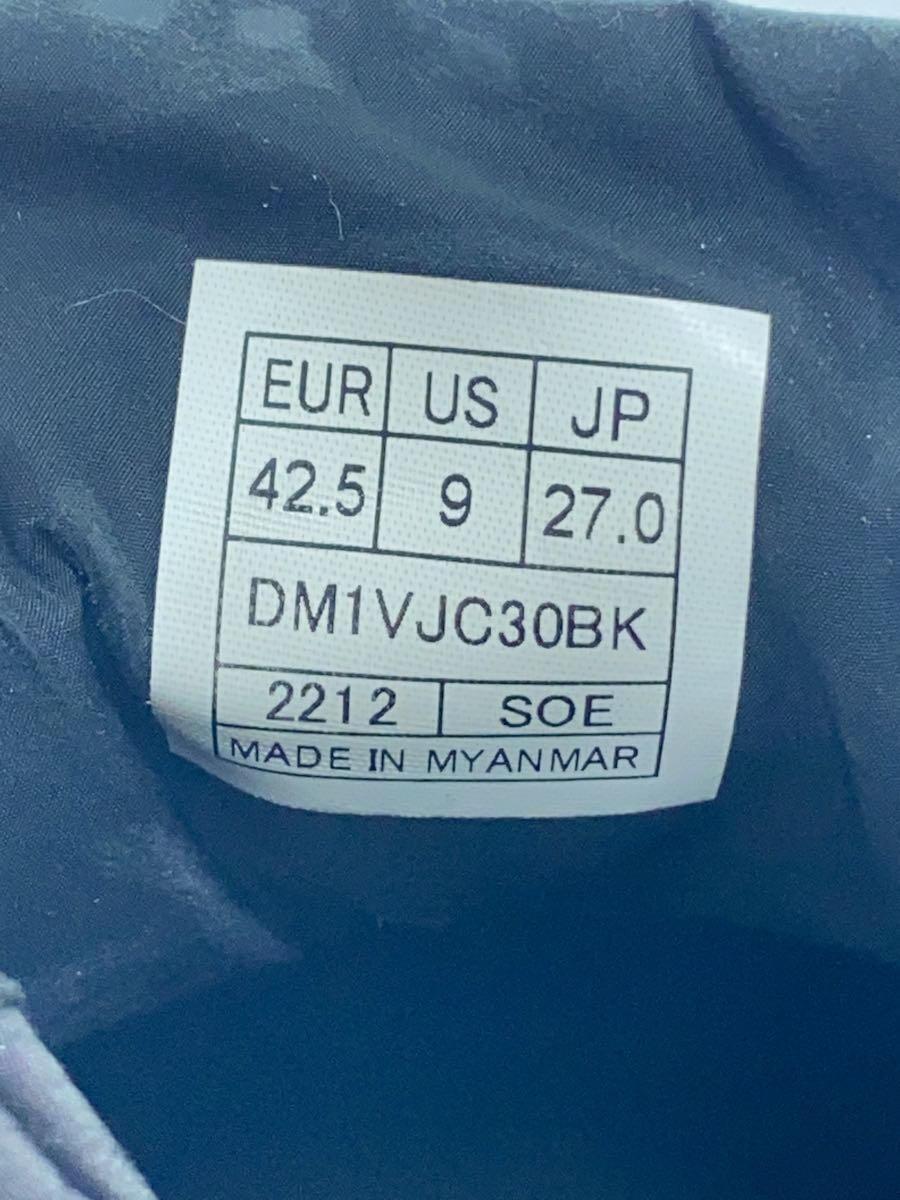 EUR US JP
42.5 9 27.0
DM1VJC30BK
2212 SOE
MADE IN MYANMAR